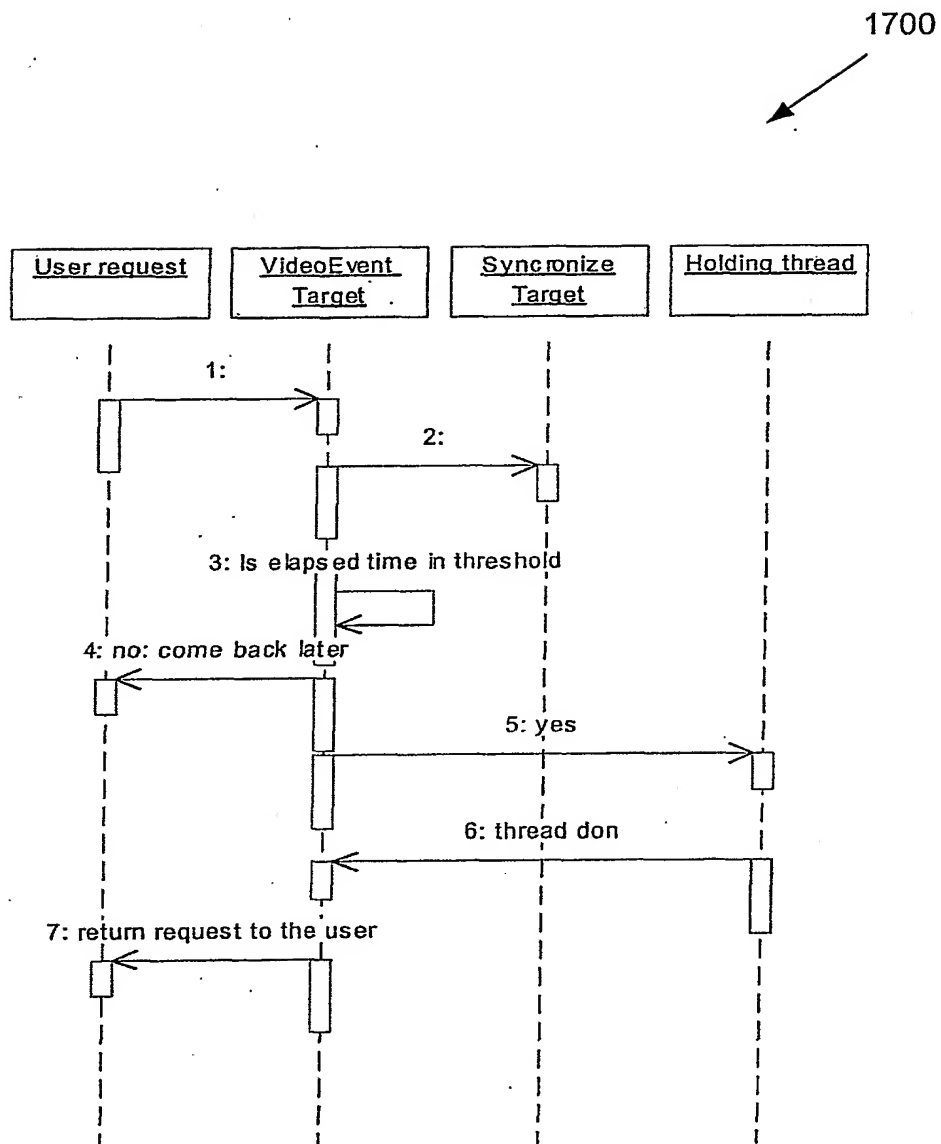 1700
User request
VideoEvent
Target
Syncronize
Target
Holding thread
1:
2:
3: Is elapsed time in threshold
4: no: come back later
5: yes
6: thread don
7: return request to the user